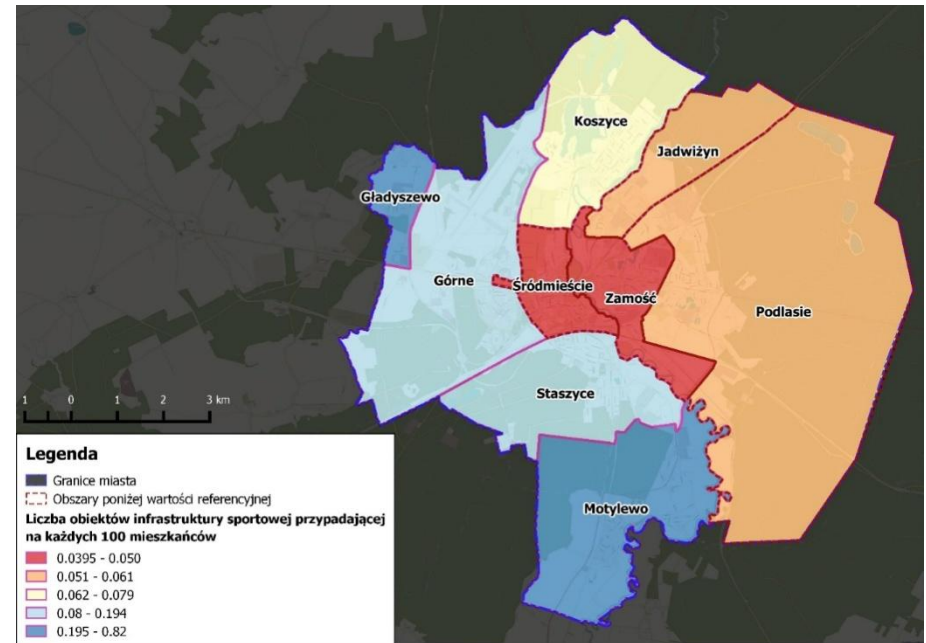 Koszyce
Jadwiżyn
Gładyszewo
Górne
Śródmieście
Zamość
Podlasie
Staszyce
Motylewo
1 0 1 2 3 km
Legenda
Granice miasta
Obszary poniżej wartości referencyjnej
Liczba obiektów infrastruktury sportowej przypadającej
na każdych 100 mieszkańców
0.0395 - 0.050
0.051 - 0.061
0.062 - 0.079
0.08 - 0.194
0.195 - 0.82